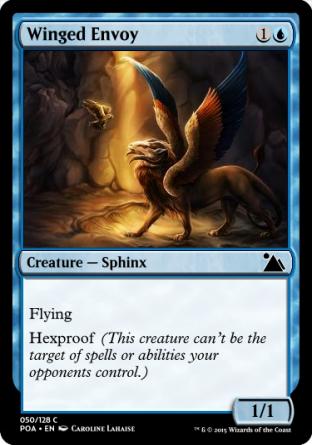 Winged Envoy 1
Creature — Sphinx
Flying
Hexproof (This creature can't be the
target of spells or abilities your
opponents control.)
1/1
050/128 C
POA • EN Caroline Lahaise
™ & © 2015 Wizards of the Coast